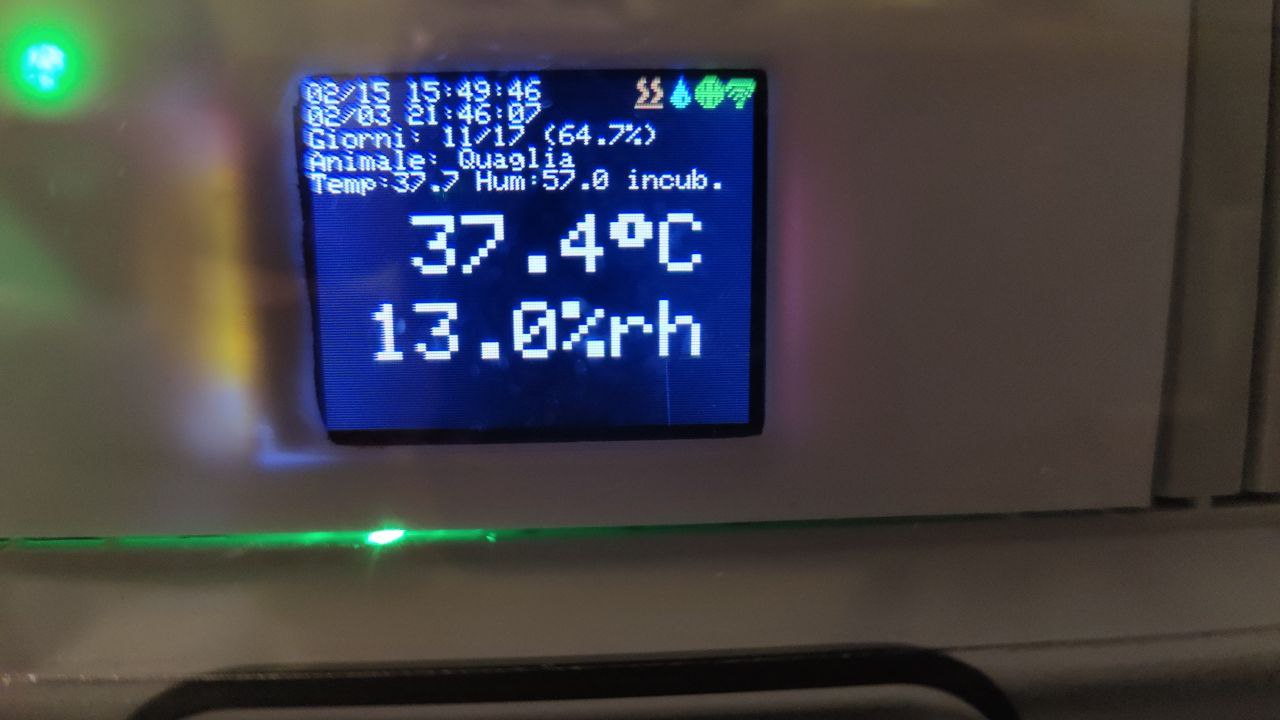 02/15 15:49:46
02/03 21:46:07
Giorni: 11/17 (64.7%)
Animale: Quaglia
Temp:37.7 Hum:57.0 incub.
37.4ºC
13.0%rh